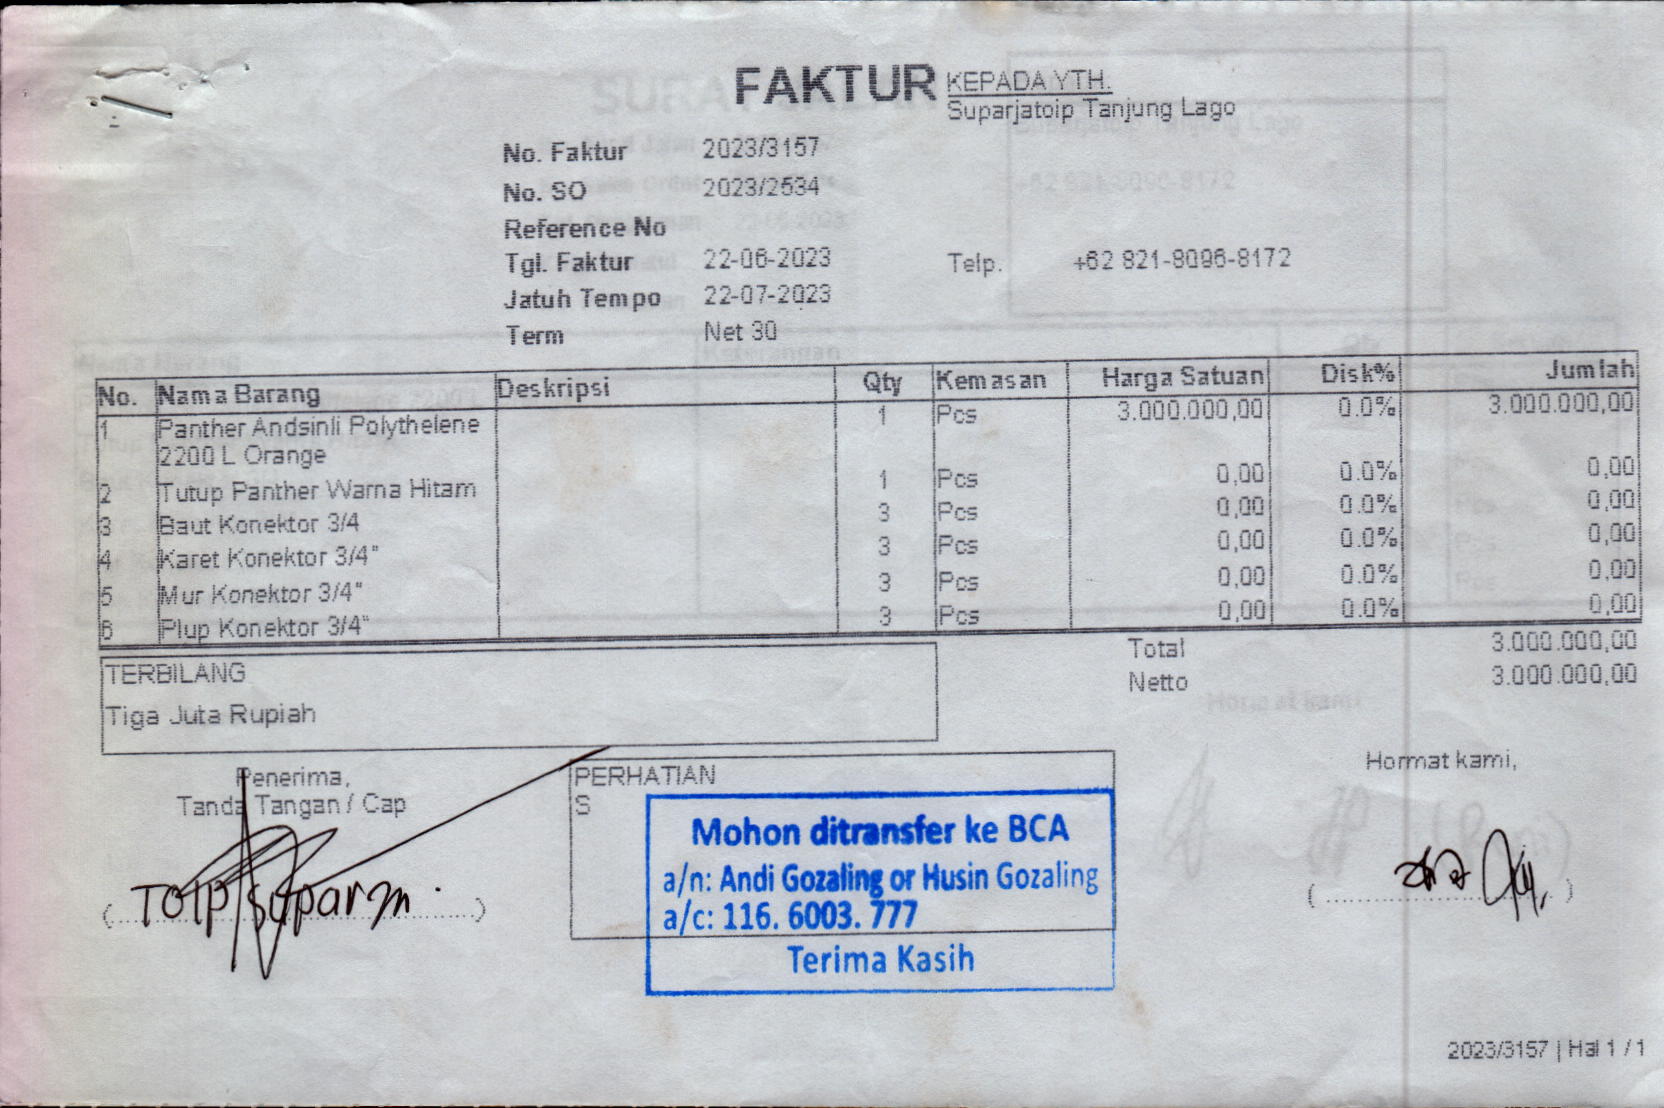 FAKTUR
KEPADA YTH.
Suparjatoip Tanjung Lago
No. Faktur 2023/3157
No. SO 2023/2534
Reference No
Tgl. Faktur 22-06-2023
Telp. +62 821-8096-8172
Jatuh Tempo 22-07-2023
Term Net 30
No. Nama Barang Deskripsi Qty Kemasan Harga Satuan Disk% Jumlah
1 Panther Andsinli Polythelene 1 Pcs 3.000.000,00 0.0% 3.000.000,00
2200 L Orange
2 Tutup Panther Warna Hitam 1 Pcs 0,00 0.0% 0,00
3 Baut Konektor 3/4 3 Pcs 0,00 0.0% 0,00
4 Karet Konektor 3/4" 3 Pcs 0,00 0.0% 0,00
5 Mur Konektor 3/4" 3 Pcs 0,00 0.0% 0,00
6 Plup Konektor 3/4" 3 Pcs 0,00 0.0% 0,00
Total 3.000.000,00
Netto 3.000.000,00
TERBILANG
Tiga Juta Rupiah
Penerima,
Tanda Tangan / Cap
TOIP
PERHATIAN
S
Mohon ditransfer ke BCA
a/n: Andi Gozaling or Husin Gozaling
a/c: 116. 6003. 777
Terima Kasih
Hormat kami,
2023/3157 | Hal 1 / 1